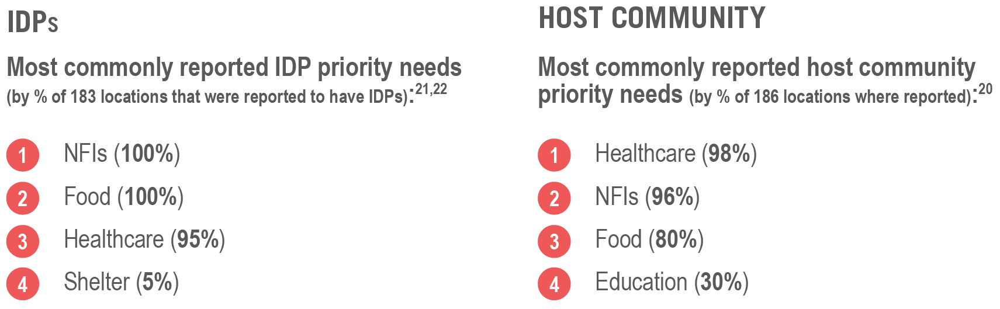 IDPs
Most commonly reported IDP priority needs
(by % of 183 locations that were reported to have IDPs):21,22
1 NFIs (100%)
2 Food (100%)
3 Healthcare (95%)
4 Shelter (5%)
HOST COMMUNITY
Most commonly reported host community
priority needs (by % of 186 locations where reported):20
1 Healthcare (98%)
2 NFIs (96%)
3 Food (80%)
4 Education (30%)